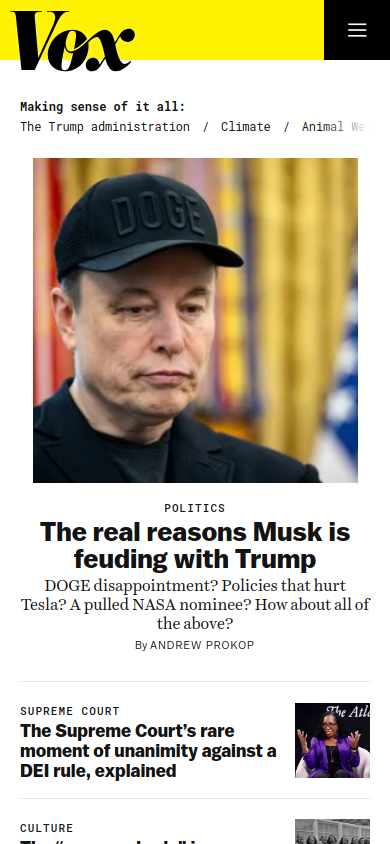 Vox
Making sense of it all:
The Trump administration / Climate / Animal We
DOGE
POLITICS
The real reasons Musk is
feuding with Trump
DOGE disappointment? Policies that hurt
Tesla? A pulled NASA nominee? How about all of
the above?
By ANDREW PROKOP
SUPREME COURT
The Supreme Court’s rare
moment of unanimity against a
DEI rule, explained
The Atl
CULTURE